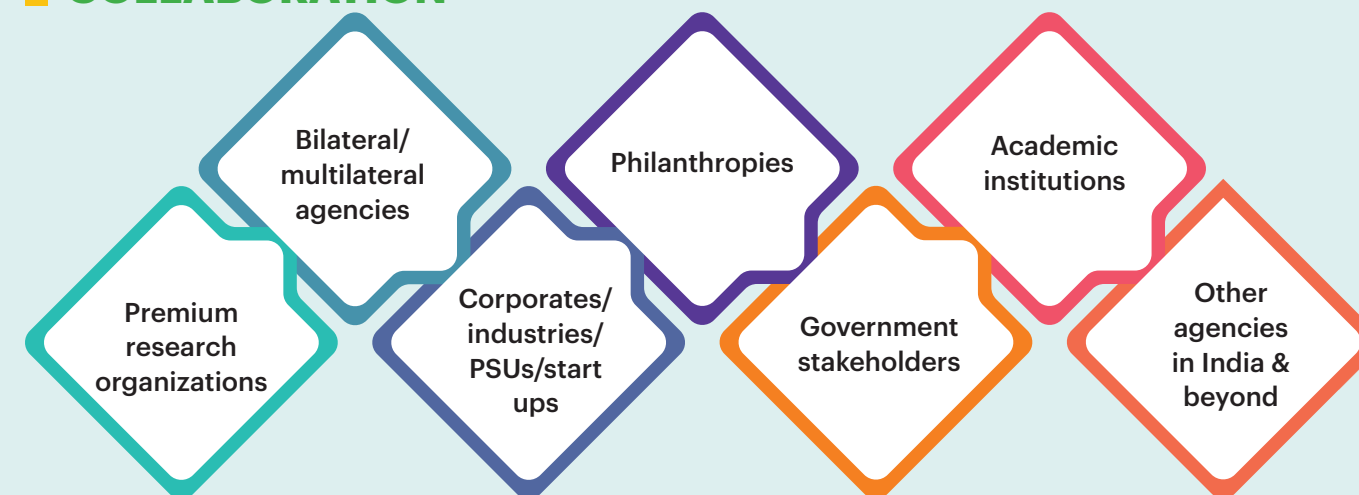 COLLABORATION
Premium
research
organizations
Bilateral/
multilateral
agencies
Corporates/
industries/
PSUs/start
ups
Philanthropies
Government
stakeholders
Academic
institutions
Other
agencies
in India &
beyond